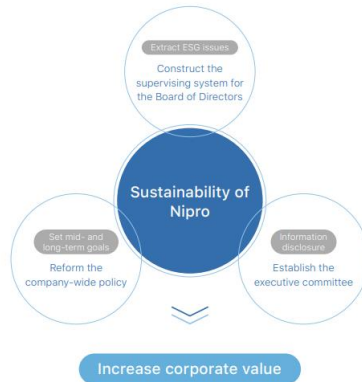 Extract ESG issues
Construct the
supervising system for
the Board of Directors
Sustainability of
Nipro
Set mid- and
long-term goals
Reform the
company-wide policy
Information
disclosure
Establish the
executive committee
Increase corporate value